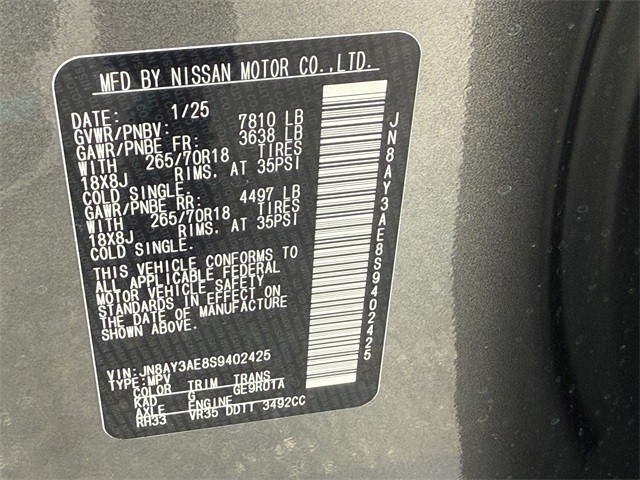 MFD BY NISSAN MOTOR CO.,LTD.
DATE: 1/25
GVWR/PNBV: 7810 LB
GAWR/PNBE FR: 3638 LB
WITH 265/70R18 TIRES
18X8J RIMS, AT 35PSI
COLD SINGLE.
GAWR/PNBE RR: 4497 LB
WITH 265/70R18 TIRES
18X8J RIMS, AT 35PSI
COLD SINGLE.
THIS VEHICLE CONFORMS TO
ALL APPLICABLE FEDERAL
MOTOR VEHICLE SAFETY
STANDARDS IN EFFECT ON
THE DATE OF MANUFACTURE
SHOWN ABOVE.
VIN:JN8AY3AE8S9402425
TYPE:MPV
COLOR TRIM TRANS
KAD G GE9R01A
AXLE ENGINE
RH33 VR35 DDTT 3492CC
JN8AY3AE8S9402425